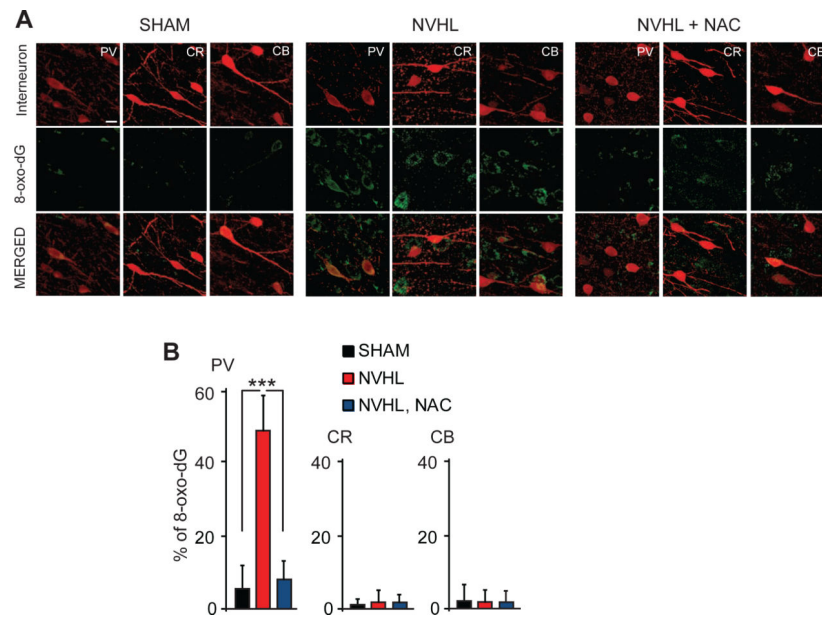 A
SHAM NVHL NVHL + NAC
Interneuron
PV CR CB PV CR CB PV CR CB
8-oxo-dG
MERGED
B
PV
SHAM
NVHL
NVHL, NAC
***
% of 8-oxo-dG
60
40
20
0
CR
40
20
0
CB
40
20
0